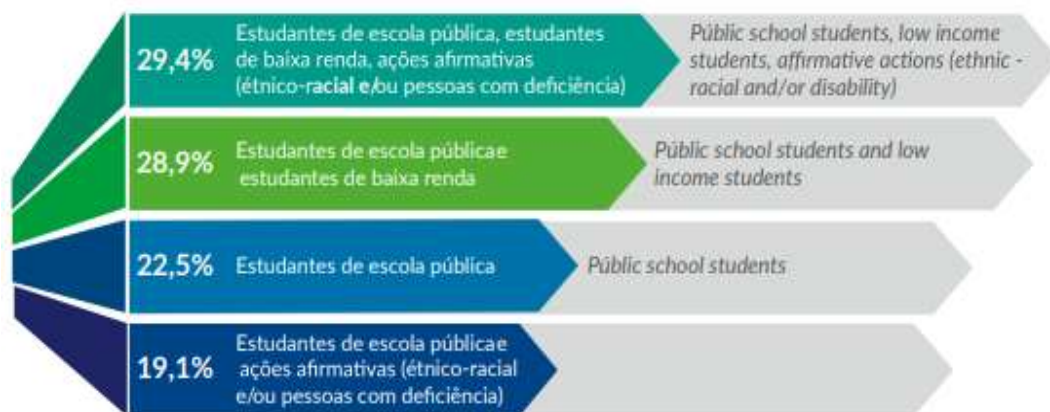 29,4%
Estudantes de escola pública, estudantes
de baixa renda, ações afirmativas
(étnico-racial e/ou pessoas com deficiência)
Públic school students, low income
students, affirmative actions (ethnic -
racial and/or disability)
28,9%
Estudantes de escola públicae
estudantes de baixa renda
Públic school students and low
income students
22,5%
Estudantes de escola pública
Públic school students
19,1%
Estudantes de escola públicae
ações afirmativas (étnico-racial
e/ou pessoas com deficiência)